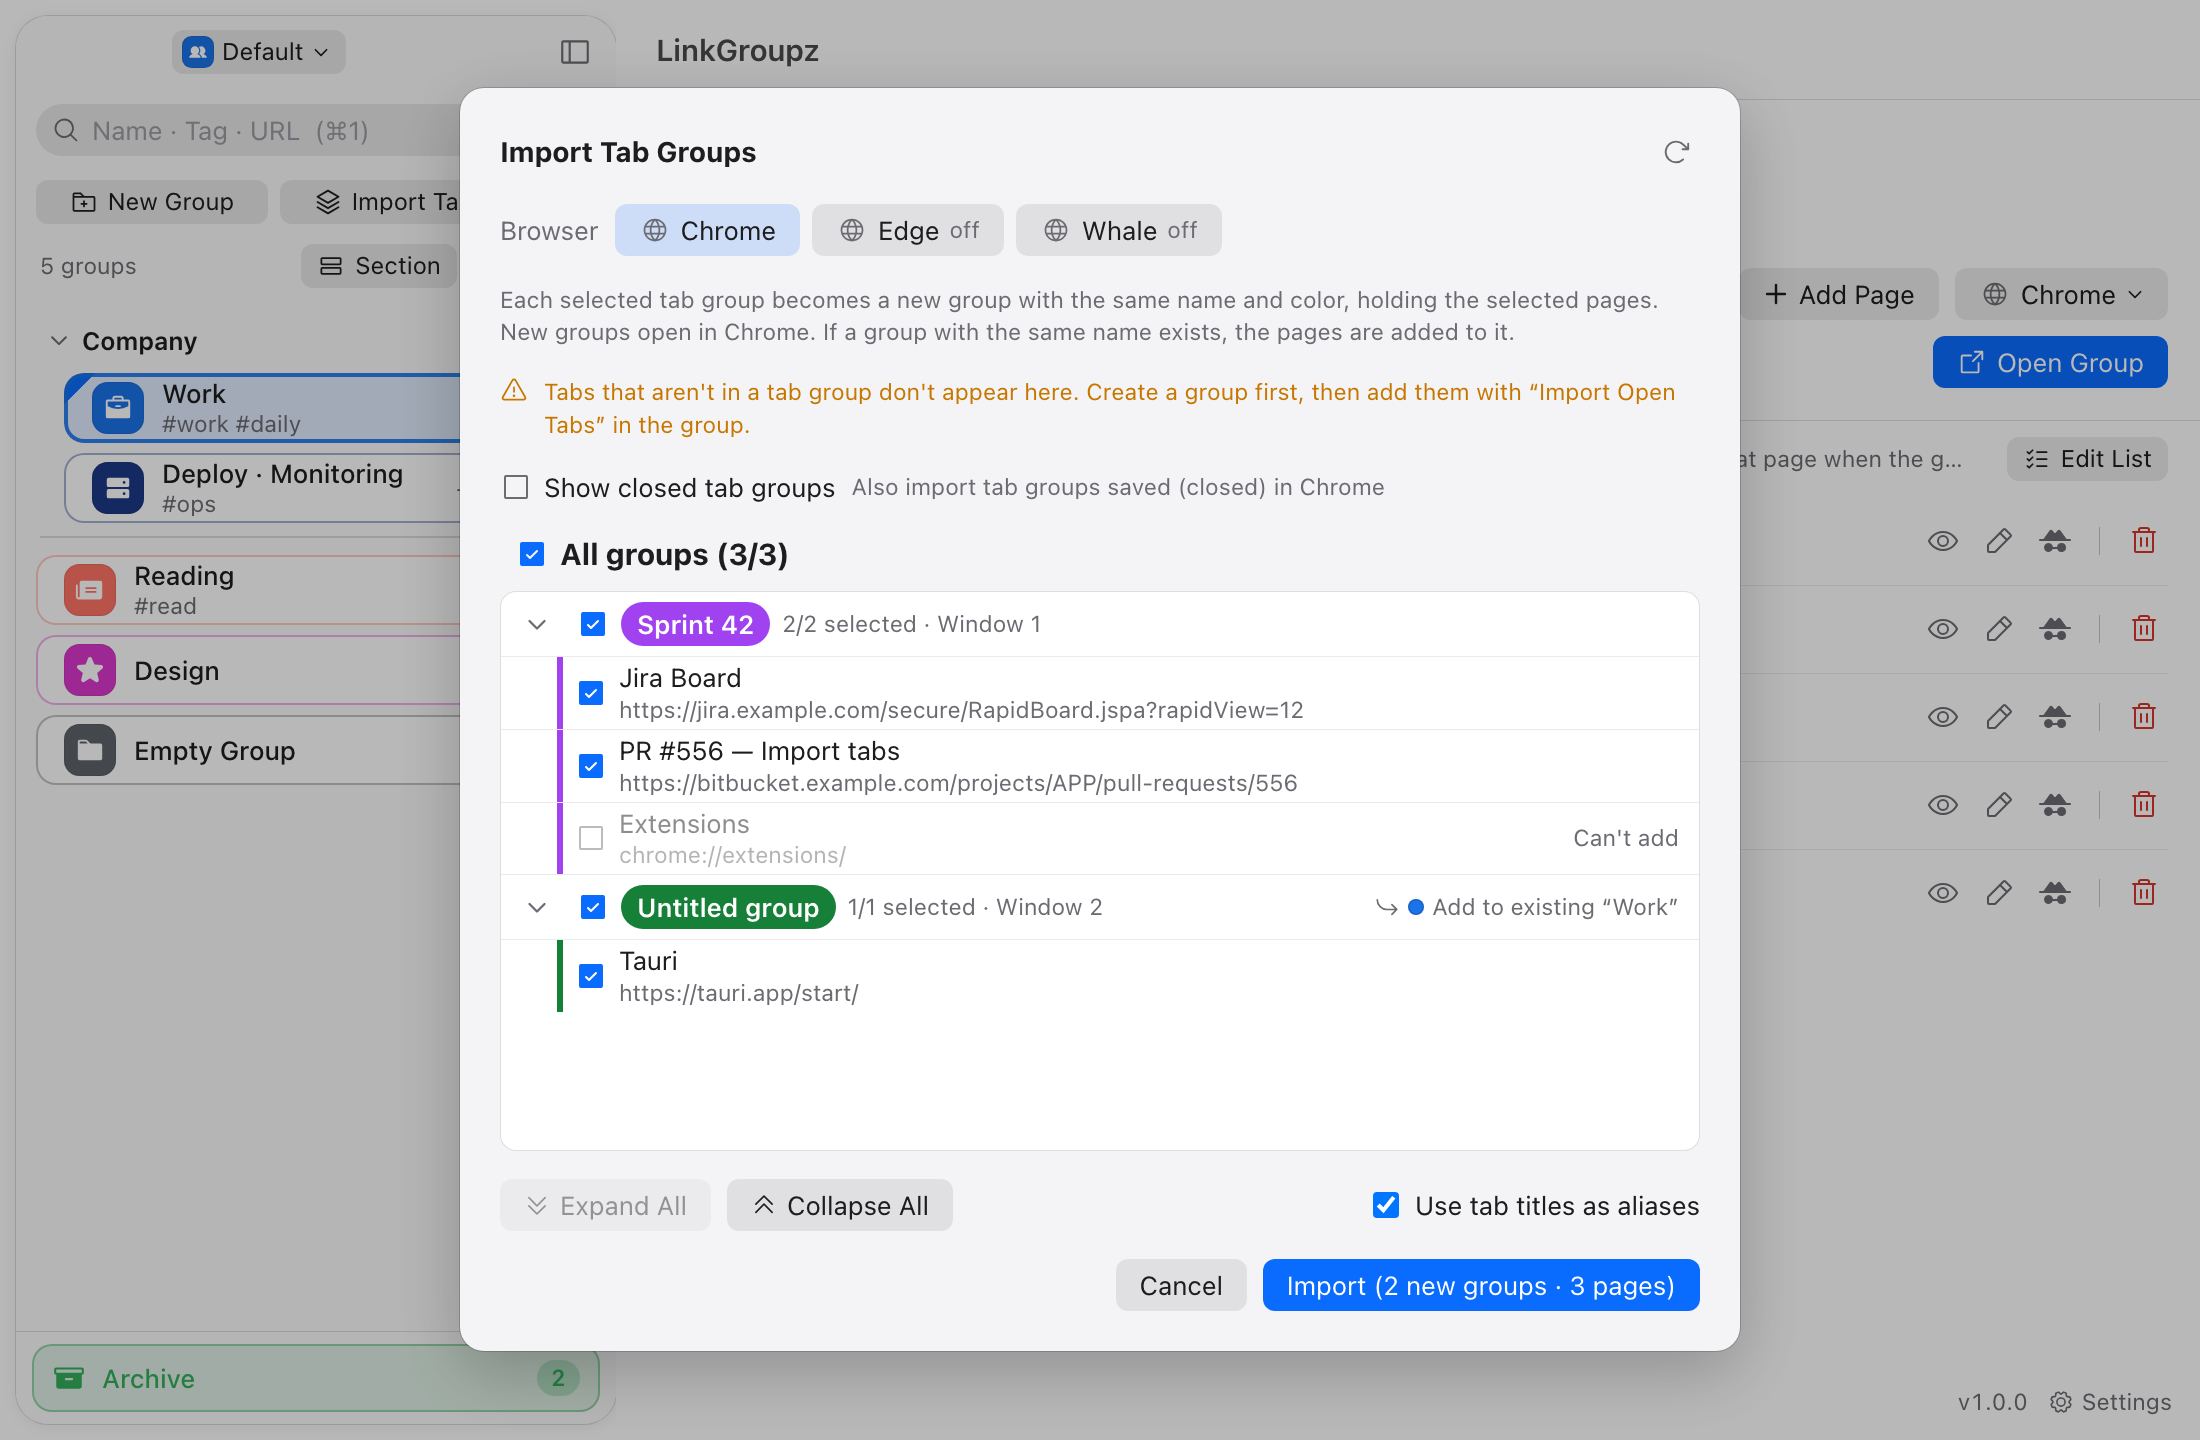 Default
LinkGroupz
Name · Tag · URL (⌘1)
New Group
Import Ta
5 groups
Section
Company
Work
#work #daily
Deploy · Monitoring
#ops
Reading
#read
Design
Empty Group
Archive
2
Import Tab Groups
Browser
Chrome
Edge off
Whale off
Each selected tab group becomes a new group with the same name and color, holding the selected pages.
New groups open in Chrome. If a group with the same name exists, the pages are added to it.
Tabs that aren't in a tab group don't appear here. Create a group first, then add them with “Import Open
Tabs” in the group.
Show closed tab groups Also import tab groups saved (closed) in Chrome
All groups (3/3)
Sprint 42 2/2 selected · Window 1
Jira Board
https://jira.example.com/secure/RapidBoard.jspa?rapidView=12
PR #556 — Import tabs
https://bitbucket.example.com/projects/APP/pull-requests/556
Extensions
chrome://extensions/
Can't add
Untitled group 1/1 selected · Window 2
Add to existing “Work”
Tauri
https://tauri.app/start/
Expand All
Collapse All
Use tab titles as aliases
Cancel
Import (2 new groups · 3 pages)
Add Page
Chrome
Open Group
at page when the g...
Edit List
v1.0.0
Settings